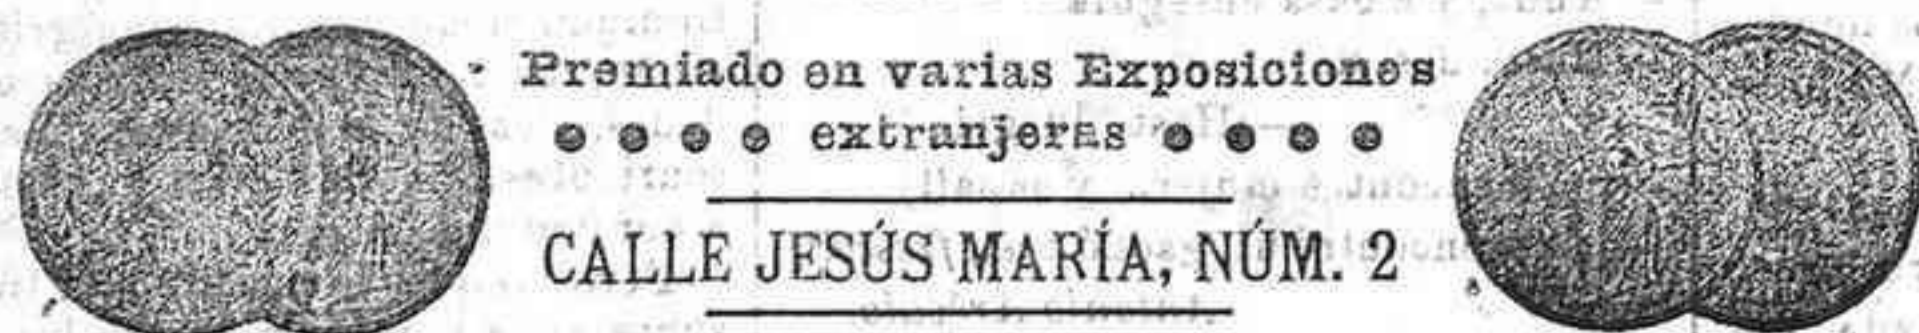 Premiado en varias Exposiciones
extranjeras
CALLE JESÚS MARÍA, NÚM. 2